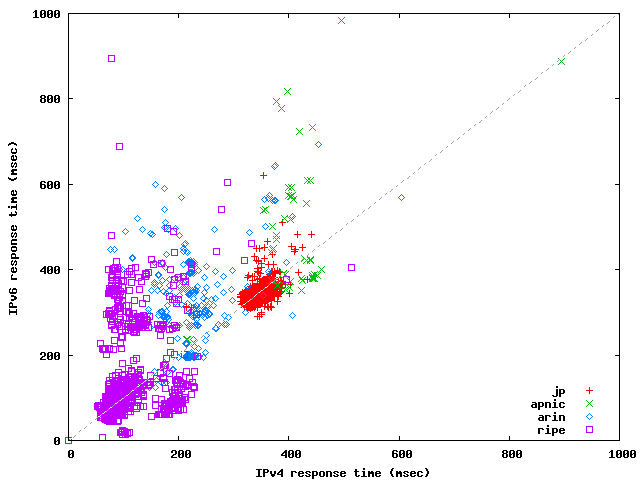 1000
800
600
400
200
0
IPv6 response time (msec)
jp
apnic
arin
ripe
0 200 400 600 800 1000
IPv4 response time (msec)